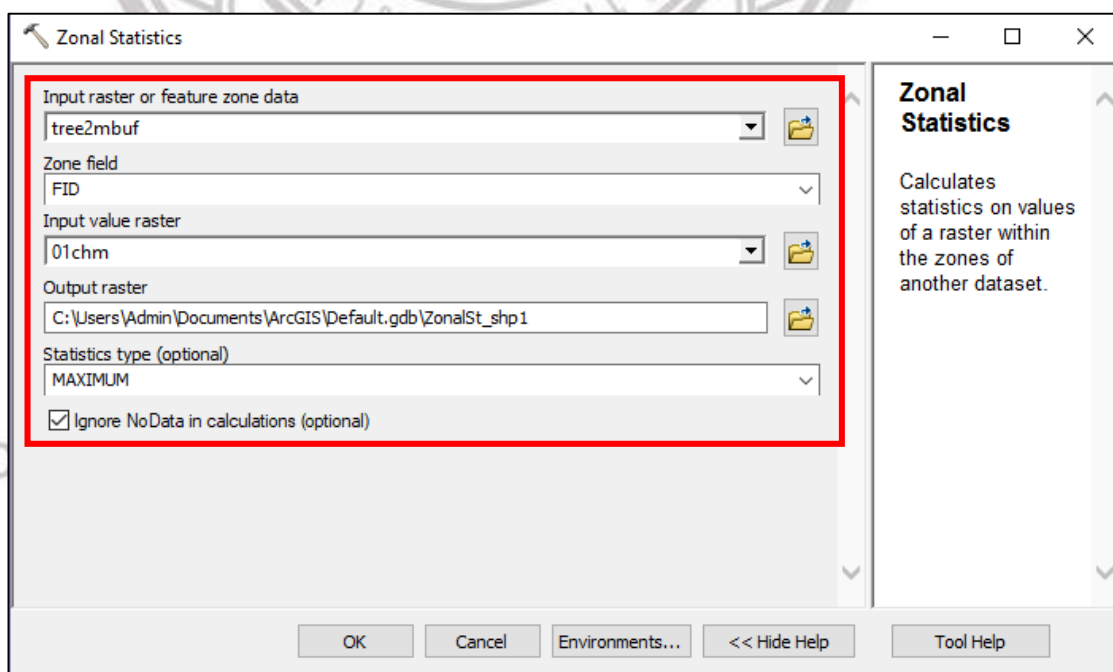 Zonal Statistics
Input raster or feature zone data
tree2mbuf
Zone field
FID
Input value raster
01chm
Output raster
C:\Users\Admin\Documents\ArcGIS\Default.gdb\ZonalSt_shp1
Statistics type (optional)
MAXIMUM
Ignore NoData in calculations (optional)
Zonal
Statistics
Calculates
statistics on values
of a raster within
the zones of
another dataset.
OK
Cancel
Environments...
<< Hide Help
Tool Help